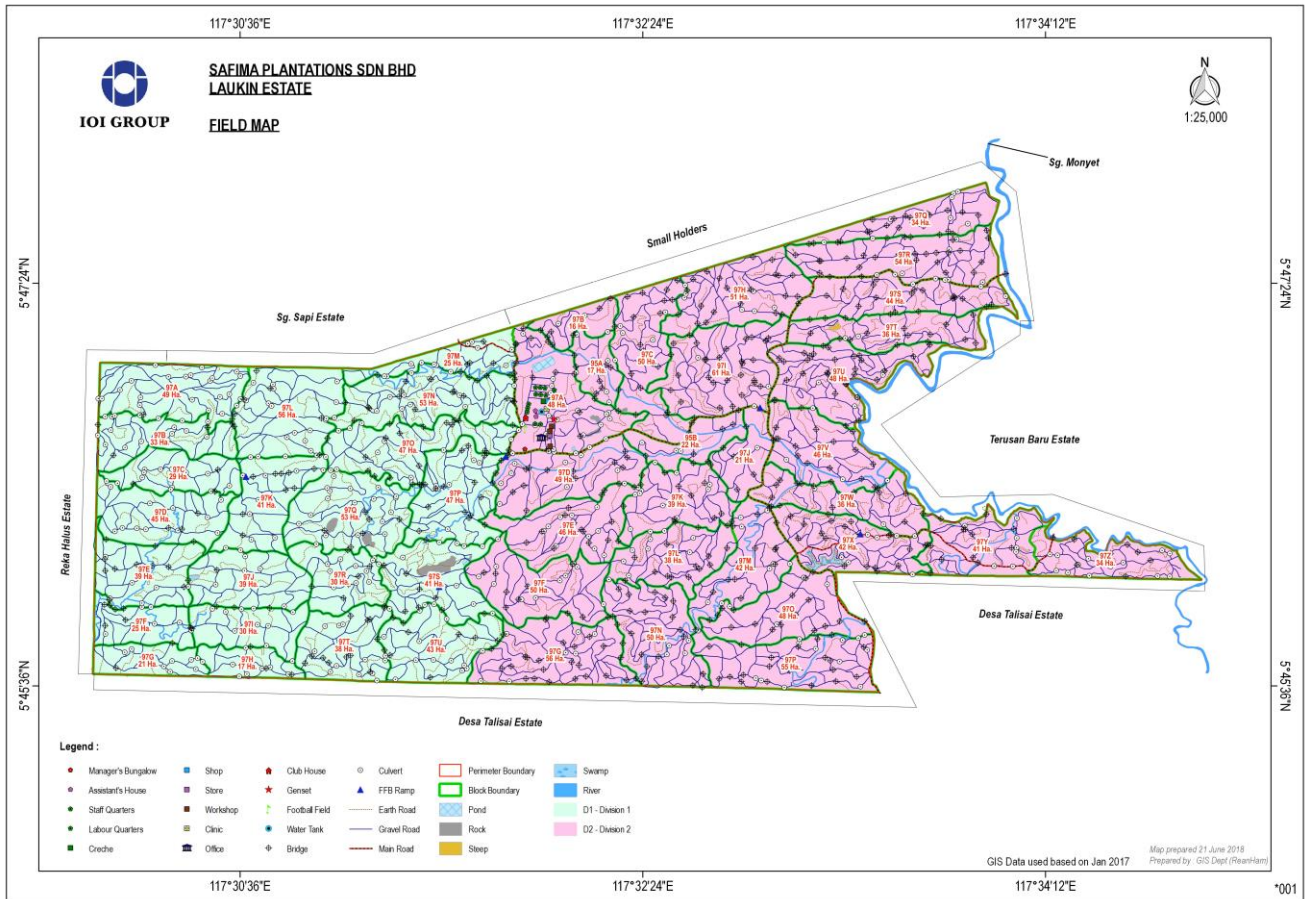 117°30'36"E
117°32'24"E
117°34'12"E
IOI GROUP
SAFIMA PLANTATIONS SDN BHD
LAUKIN ESTATE
FIELD MAP
N
1:25,000
Sg. Monyet
Small Holders
Sg. Sapi Estate
Terusan Baru Estate
Reka Halus Estate
Desa Talisai Estate
Desa Talisai Estate
5°47'24"N
5°47'24"N
5°45'36"N
5°45'36"N
97Q
34 Ha.
97R
54 Ha.
97S
44 Ha.
97T
36 Ha.
97H
51 Ha.
97B
16 Ha.
97M
25 Ha.
95A
17 Ha.
97C
50 Ha.
97I
61 Ha.
97U
48 Ha.
97A
49 Ha.
97L
56 Ha.
97N
53 Ha.
97A
48 Ha.
97B
33 Ha.
97O
47 Ha.
95B
22 Ha.
97J
21 Ha.
97V
46 Ha.
97C
29 Ha.
97K
41 Ha.
97P
47 Ha.
97D
49 Ha.
97K
39 Ha.
97W
36 Ha.
97D
45 Ha.
97Q
53 Ha.
97E
46 Ha.
97X
42 Ha.
97Y
41 Ha.
97Z
34 Ha.
97E
39 Ha.
97J
39 Ha.
97R
30 Ha.
97S
41 Ha.
97F
50 Ha.
97L
38 Ha.
97M
42 Ha.
97F
25 Ha.
97I
30 Ha.
97O
48 Ha.
97G
21 Ha.
97H
17 Ha.
97T
38 Ha.
97U
43 Ha.
97G
56 Ha.
97N
50 Ha.
97P
55 Ha.
Legend :
Manager's Bungalow
Assistant's House
Staff Quarters
Labour Quarters
Creche
Shop
Store
Workshop
Clinic
Office
Club House
Genset
Football Field
Water Tank
Bridge
Culvert
FFB Ramp
Earth Road
Gravel Road
Main Road
Perimeter Boundary
Block Boundary
Pond
Rock
Steep
Swamp
River
D1 - Division 1
D2 - Division 2
GIS Data used based on Jan 2017
Map prepared 21 June 2018
Prepared by : GIS Dept (ReanHam)
117°30'36"E
117°32'24"E
117°34'12"E
*001